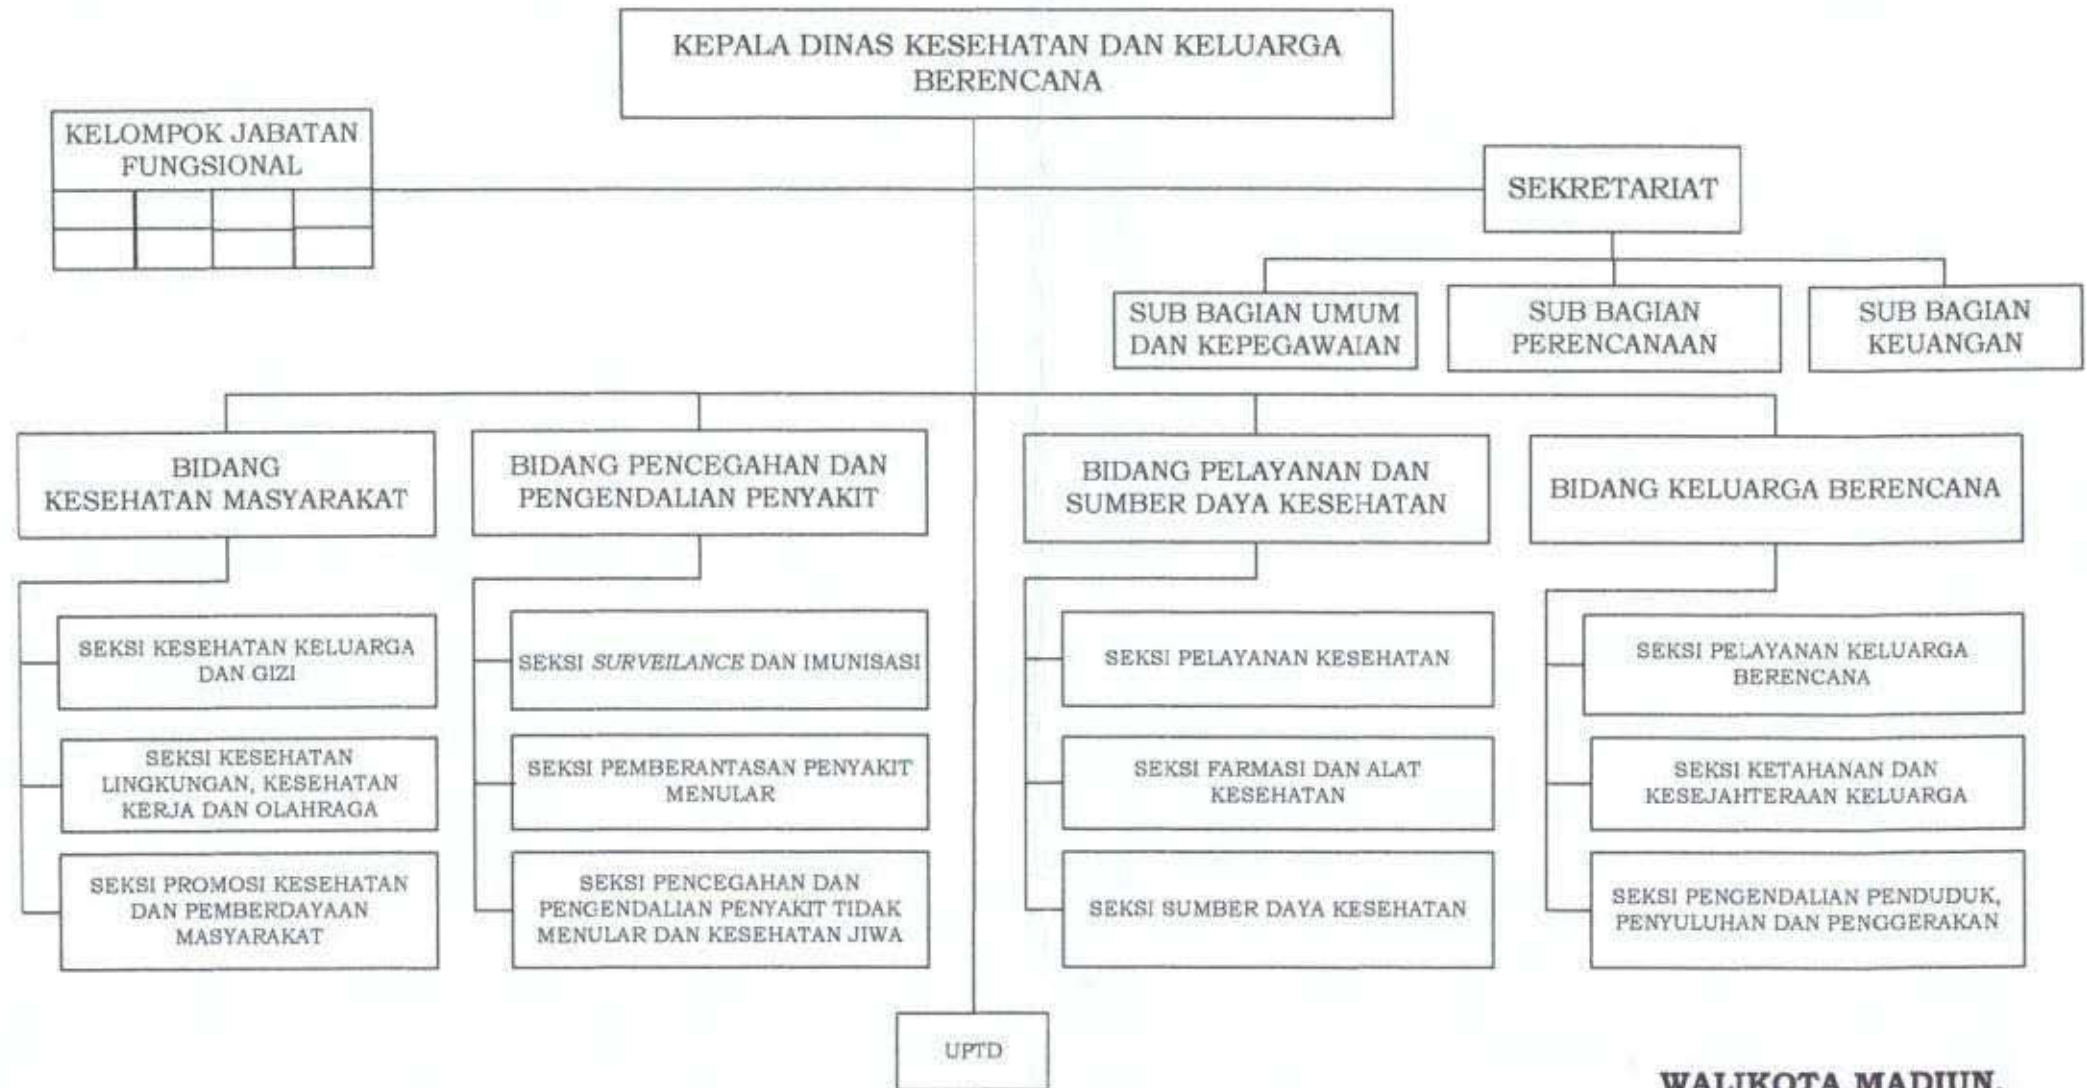 KEPALA DINAS KESEHATAN DAN KELUARGA
BERENCANA
KELOMPOK JABATAN
FUNGSIONAL
SEKRETARIAT
SUB BAGIAN UMUM
DAN KEPEGAWAIAN
SUB BAGIAN
PERENCANAAN
SUB BAGIAN
KEUANGAN
BIDANG
KESEHATAN MASYARAKAT
BIDANG PENCEGAHAN DAN
PENGENDALIAN PENYAKIT
BIDANG PELAYANAN DAN
SUMBER DAYA KESEHATAN
BIDANG KELUARGA BERENCANA
SEKSI KESEHATAN KELUARGA
DAN GIZI
SEKSI SURVEILANCE DAN IMUNISASI
SEKSI PELAYANAN KESEHATAN
SEKSI PELAYANAN KELUARGA
BERENCANA
SEKSI KESEHATAN
LINGKUNGAN, KESEHATAN
KERJA DAN OLAHRAGA
SEKSI PEMBERANTASAN PENYAKIT
MENULAR
SEKSI FARMASI DAN ALAT
KESEHATAN
SEKSI KETAHANAN DAN
KESEJAHTERAAN KELUARGA
SEKSI PROMOSI KESEHATAN
DAN PEMBERDAYAAN
MASYARAKAT
SEKSI PENCEGAHAN DAN
PENGENDALIAN PENYAKIT TIDAK
MENULAR DAN KESEHATAN JIWA
SEKSI SUMBER DAYA KESEHATAN
SEKSI PENGENDALIAN PENDUDUK,
PENYULUHAN DAN PENGGERAKAN
UPTD
WALIKOTA MADIUN,